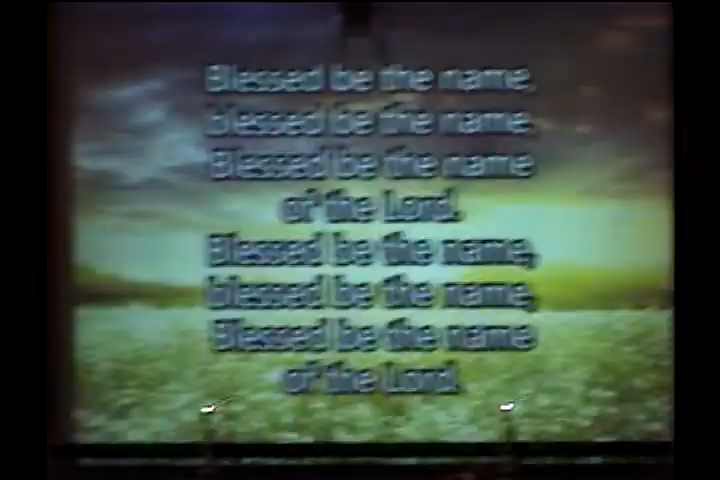 Blessed be the name,
blessed be the name.
Blessed be the name
of the Lord.
Blessed be the name,
blessed be the name,
Blessed be the name
of the Lord.